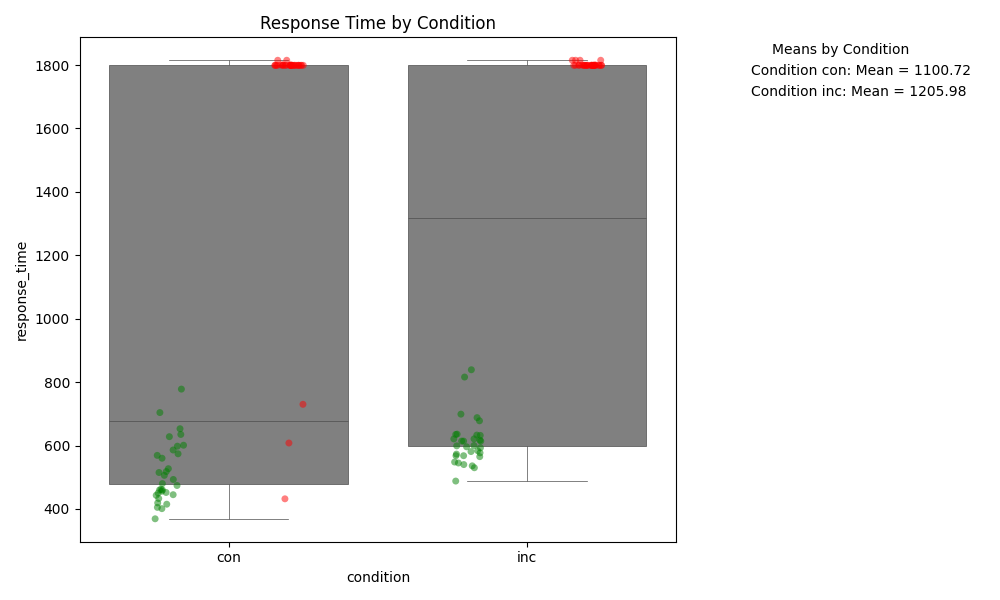 Response Time by Condition
Means by Condition
Condition con: Mean = 1100.72
Condition inc: Mean = 1205.98
response_time
1800
1600
1400
1200
1000
800
600
400
con
inc
condition